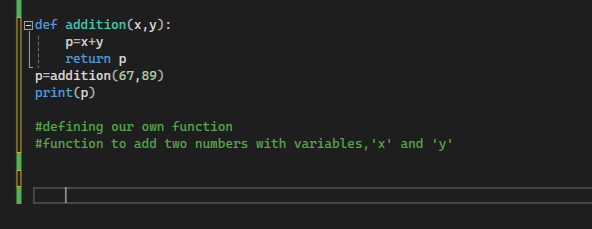 def addition(x,y):
    p=x+y
    return p
p=addition(67,89)
print(p)
#defining our own function
#function to add two numbers with variables,'x' and 'y'